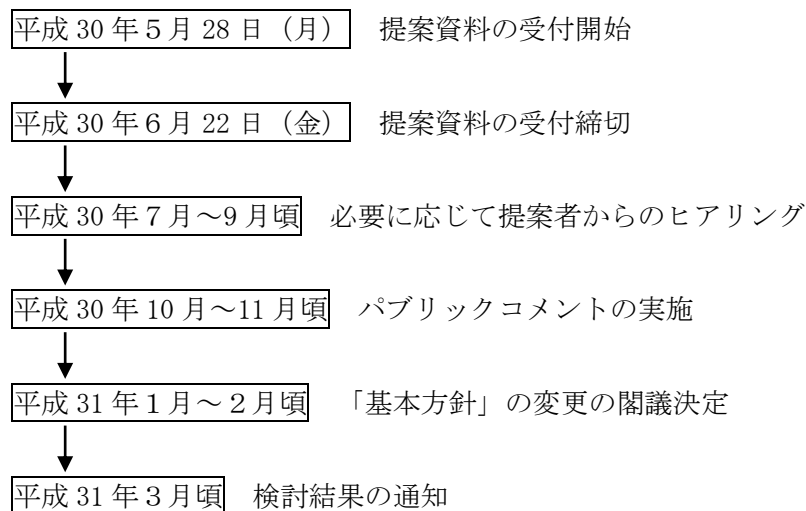 平成 30 年５月 28 日（月） 提案資料の受付開始
平成 30 年６月 22 日（金） 提案資料の受付締切
平成 30 年７月～9 月頃 必要に応じて提案者からのヒアリング
平成 30 年 10 月～11 月頃 パブリックコメントの実施
平成 31 年１月～２月頃 「基本方針」の変更の閣議決定
平成 31 年３月頃 検討結果の通知